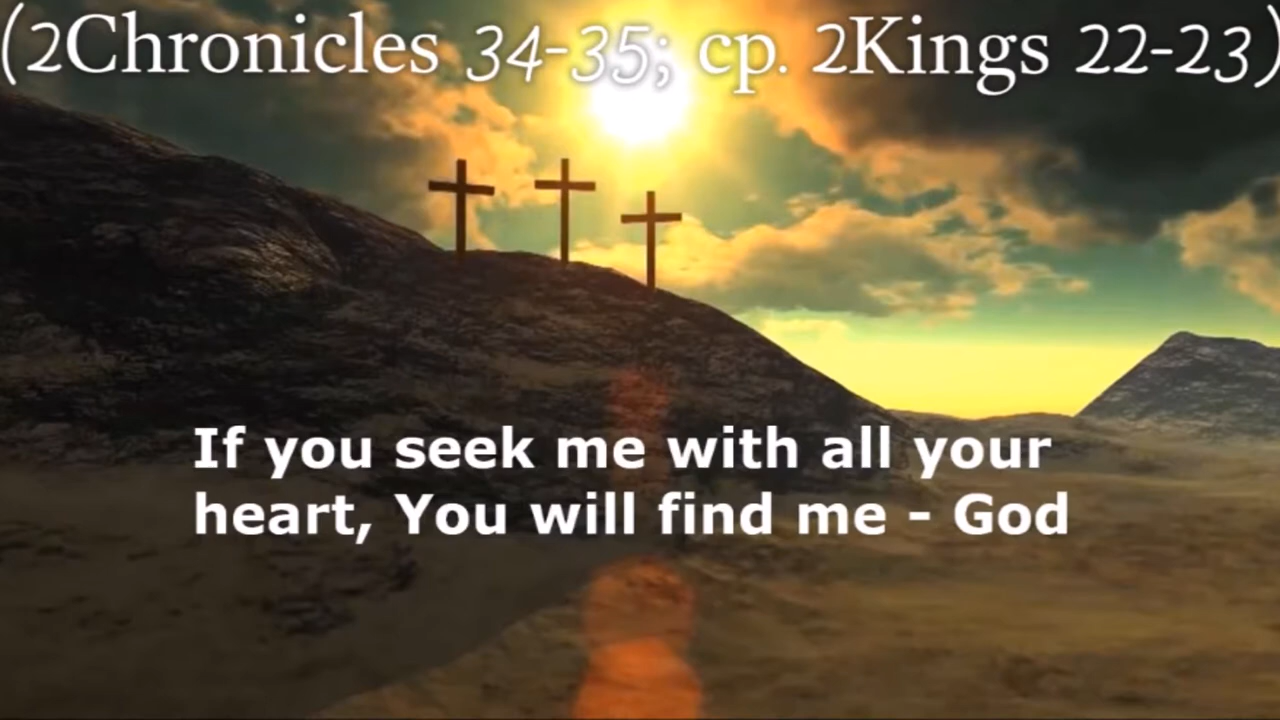 (2Chronicles 34-35; cp. 2Kings 22-23)
If you seek me with all your
heart, You will find me - God